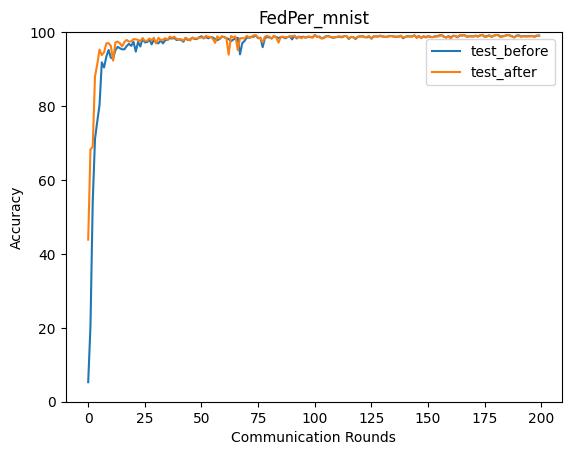 FedPer_mnist
100
80
60
40
20
0
Accuracy
test_before
test_after
0 25 50 75 100 125 150 175 200
Communication Rounds